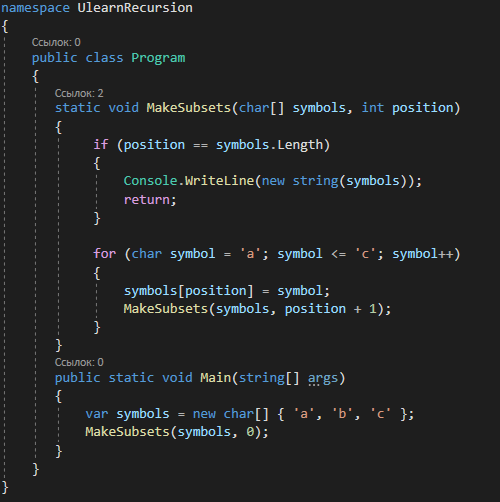 namespace UlearnRecursion
{
Ссылок: 0
public class Program
{
Ссылок: 2
static void MakeSubsets(char[] symbols, int position)
{
if (position == symbols.Length)
{
Console.WriteLine(new string(symbols));
return;
}
for (char symbol = 'a'; symbol <= 'c'; symbol++)
{
symbols[position] = symbol;
MakeSubsets(symbols, position + 1);
}
}
Ссылок: 0
public static void Main(string[] args)
{
var symbols = new char[] { 'a', 'b', 'c' };
MakeSubsets(symbols, 0);
}
}
}